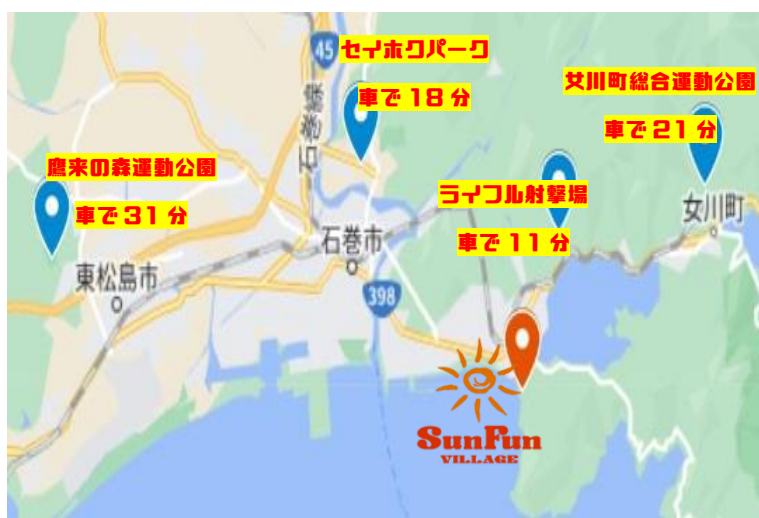 45
セイホクパーク
車で18分
石巻線
女川町総合運動公園
車で21分
鷹来の森運動公園
車で31分
ライフル射撃場
車で11分
女川町
石巻市
東松島市
398
SunFun
VILLAGE